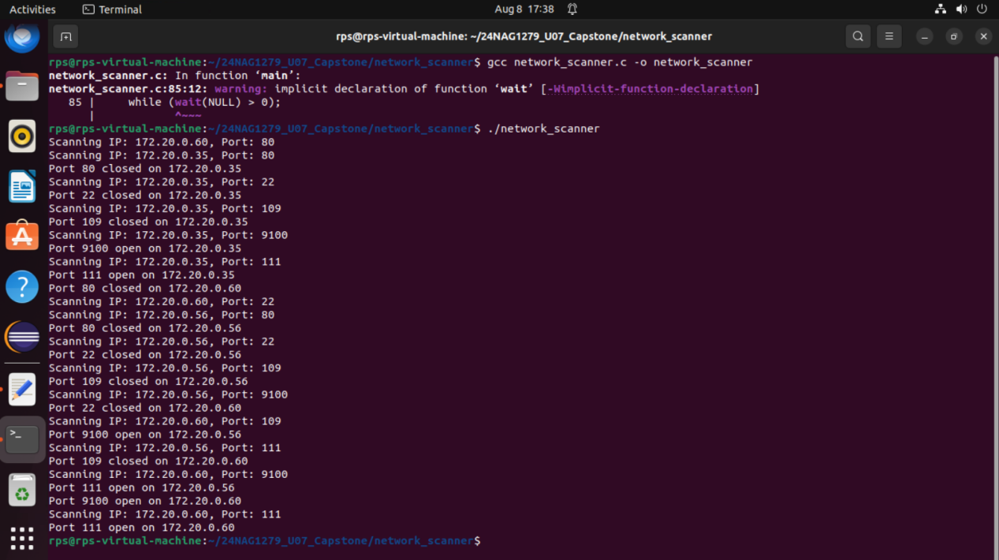 Activities
Terminal
Aug 8 17:38
rps@rps-virtual-machine: ~/24NAG1279_U07_Capstone/network_scanner
rps@rps-virtual-machine:~/24NAG1279_U07_Capstone/network_scanner$ gcc network_scanner.c -o network_scanner
network_scanner.c: In function ‘main’:
network_scanner.c:85:12: warning: implicit declaration of function ‘wait’ [-Wimplicit-function-declaration]
   85 |     while (wait(NULL) > 0);
      |            ^~~~
rps@rps-virtual-machine:~/24NAG1279_U07_Capstone/network_scanner$ ./network_scanner
Scanning IP: 172.20.0.60, Port: 80
Scanning IP: 172.20.0.35, Port: 80
Port 80 closed on 172.20.0.35
Scanning IP: 172.20.0.35, Port: 22
Port 22 closed on 172.20.0.35
Scanning IP: 172.20.0.35, Port: 109
Port 109 closed on 172.20.0.35
Scanning IP: 172.20.0.35, Port: 9100
Port 9100 open on 172.20.0.35
Scanning IP: 172.20.0.35, Port: 111
Port 111 open on 172.20.0.35
Port 80 closed on 172.20.0.60
Scanning IP: 172.20.0.60, Port: 22
Scanning IP: 172.20.0.56, Port: 80
Port 80 closed on 172.20.0.56
Scanning IP: 172.20.0.56, Port: 22
Port 22 closed on 172.20.0.56
Scanning IP: 172.20.0.56, Port: 109
Port 109 closed on 172.20.0.56
Scanning IP: 172.20.0.56, Port: 9100
Port 22 closed on 172.20.0.60
Scanning IP: 172.20.0.60, Port: 109
Port 9100 open on 172.20.0.56
Scanning IP: 172.20.0.56, Port: 111
Port 109 closed on 172.20.0.60
Scanning IP: 172.20.0.60, Port: 9100
Port 111 open on 172.20.0.56
Port 9100 open on 172.20.0.60
Scanning IP: 172.20.0.60, Port: 111
Port 111 open on 172.20.0.60
rps@rps-virtual-machine:~/24NAG1279_U07_Capstone/network_scanner$